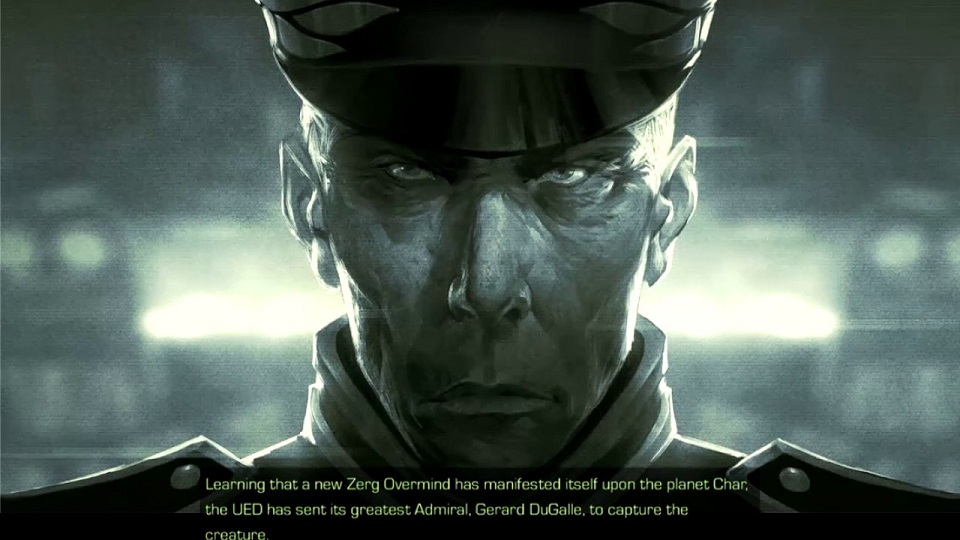 Learning that a new Zerg Overmind has manifested itself upon the planet Char,
the UED has sent its greatest Admiral, Gerard DuGalle, to capture the
creature.